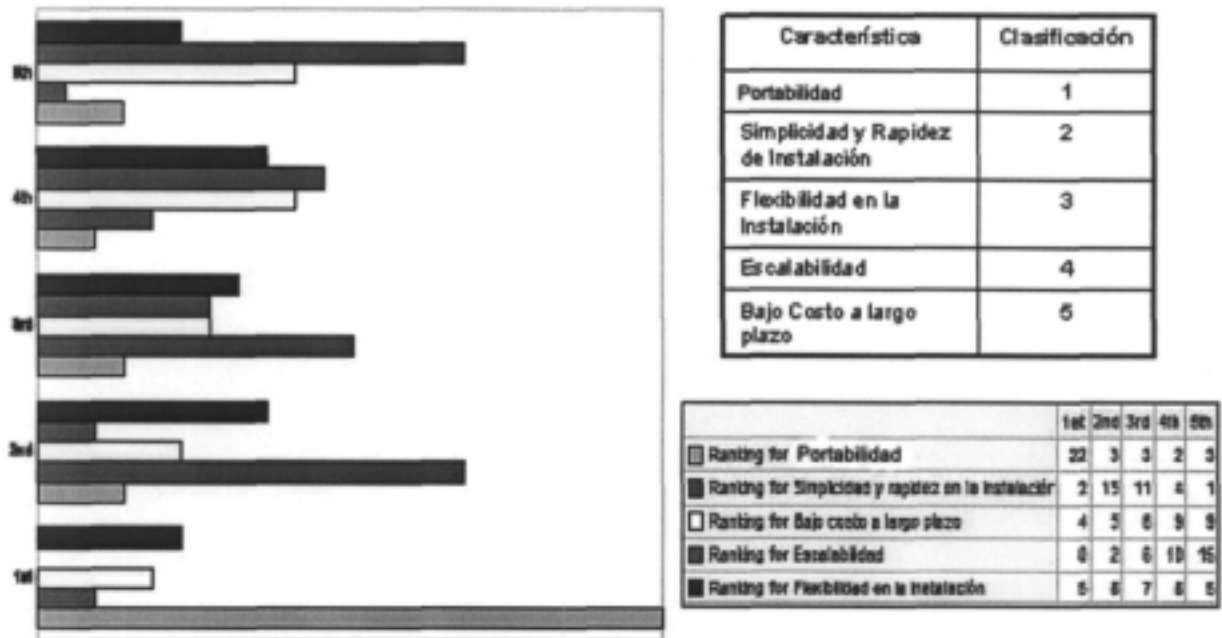 5th
4th
3rd
2nd
1st
Característica Clasificación
Portabilidad 1
Simplicidad y Rapidez
de Instalación 2
Flexibilidad en la
Instalación 3
Escalabilidad 4
Bajo Costo a largo
plazo 5
1st 2nd 3rd 4th 5th
Ranking for Portabilidad 22 3 3 2 3
Ranking for Simplicidad y rapidez en la Instalación 2 15 11 4 1
Ranking for Bajo costo a largo plazo 4 5 6 9 9
Ranking for Escalabilidad 0 2 6 10 15
Ranking for Flexibilidad en la Instalación 5 8 7 8 5